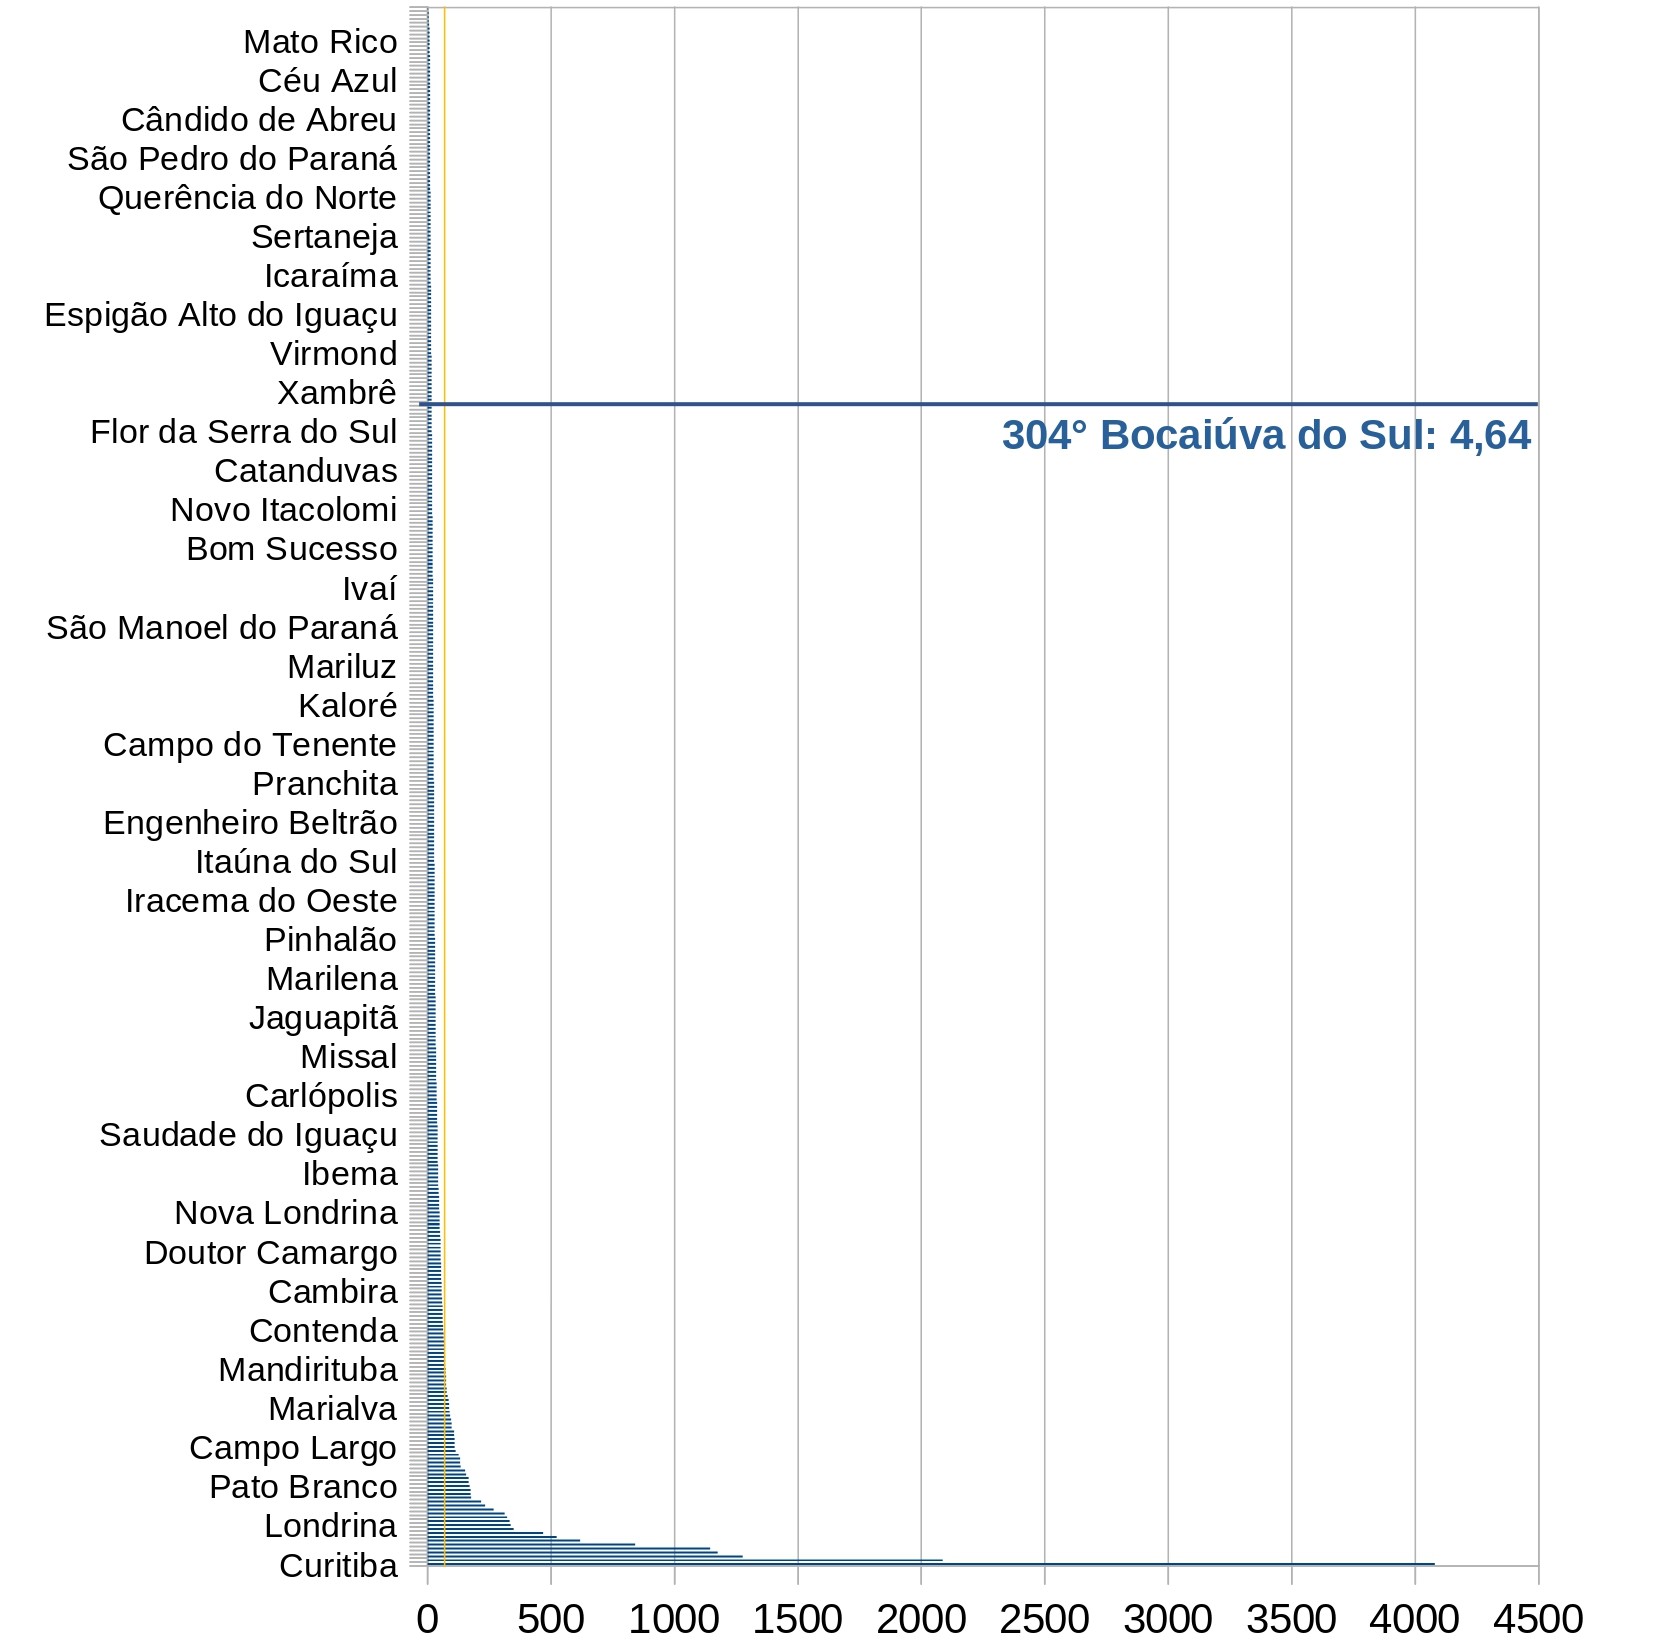 Mato Rico
Céu Azul
Cândido de Abreu
São Pedro do Paraná
Querência do Norte
Sertaneja
Icaraíma
Espigão Alto do Iguaçu
Virmond
Xambrê
Flor da Serra do Sul
304° Bocaiúva do Sul: 4,64
Catanduvas
Novo Itacolomi
Bom Sucesso
Ivaí
São Manoel do Paraná
Mariluz
Kaloré
Campo do Tenente
Pranchita
Engenheiro Beltrão
Itaúna do Sul
Iracema do Oeste
Pinhalão
Marilena
Jaguapitã
Missal
Carlópolis
Saudade do Iguaçu
Ibema
Nova Londrina
Doutor Camargo
Cambira
Contenda
Mandirituba
Marialva
Campo Largo
Pato Branco
Londrina
Curitiba
0 500 1000 1500 2000 2500 3000 3500 4000 4500